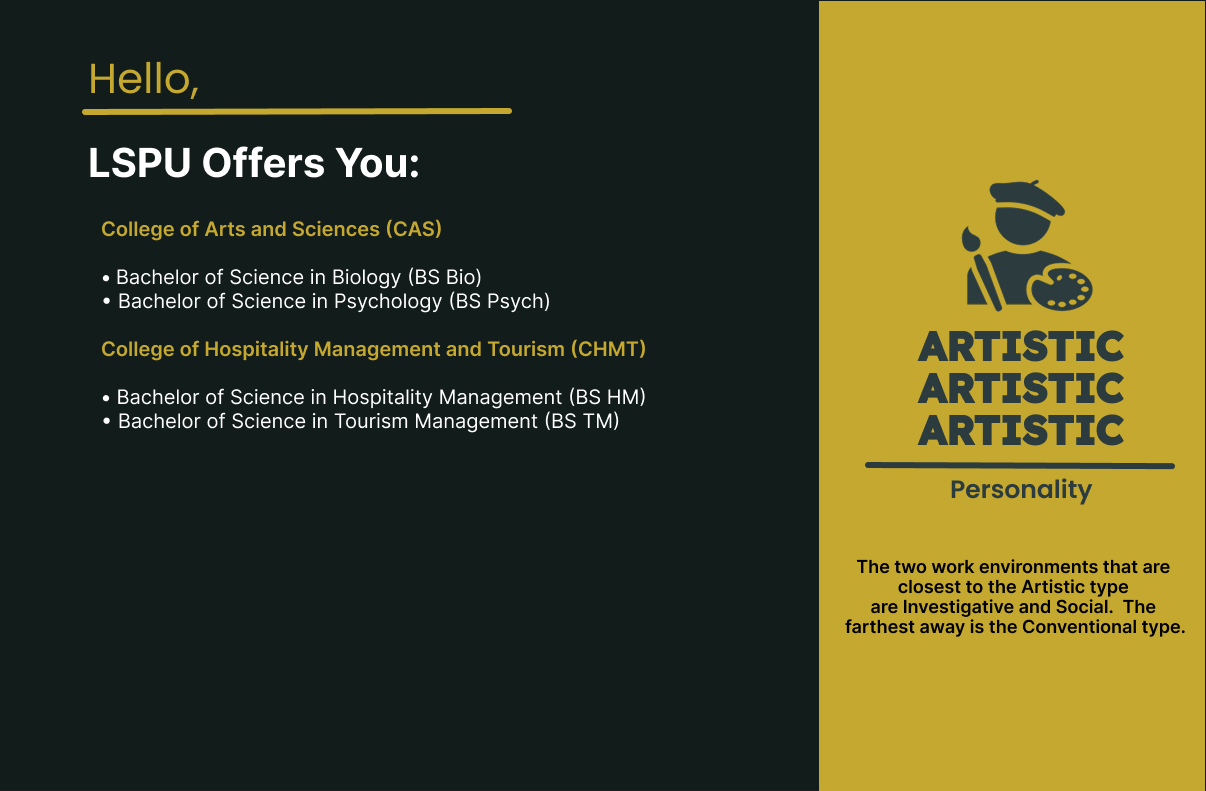 Hello,
LSPU Offers You:
College of Arts and Sciences (CAS)
• Bachelor of Science in Biology (BS Bio)
• Bachelor of Science in Psychology (BS Psych)
College of Hospitality Management and Tourism (CHMT)
• Bachelor of Science in Hospitality Management (BS HM)
• Bachelor of Science in Tourism Management (BS TM)
ARTISTIC
ARTISTIC
ARTISTIC
Personality
The two work environments that are
closest to the Artistic type
are Investigative and Social.  The
farthest away is the Conventional type.